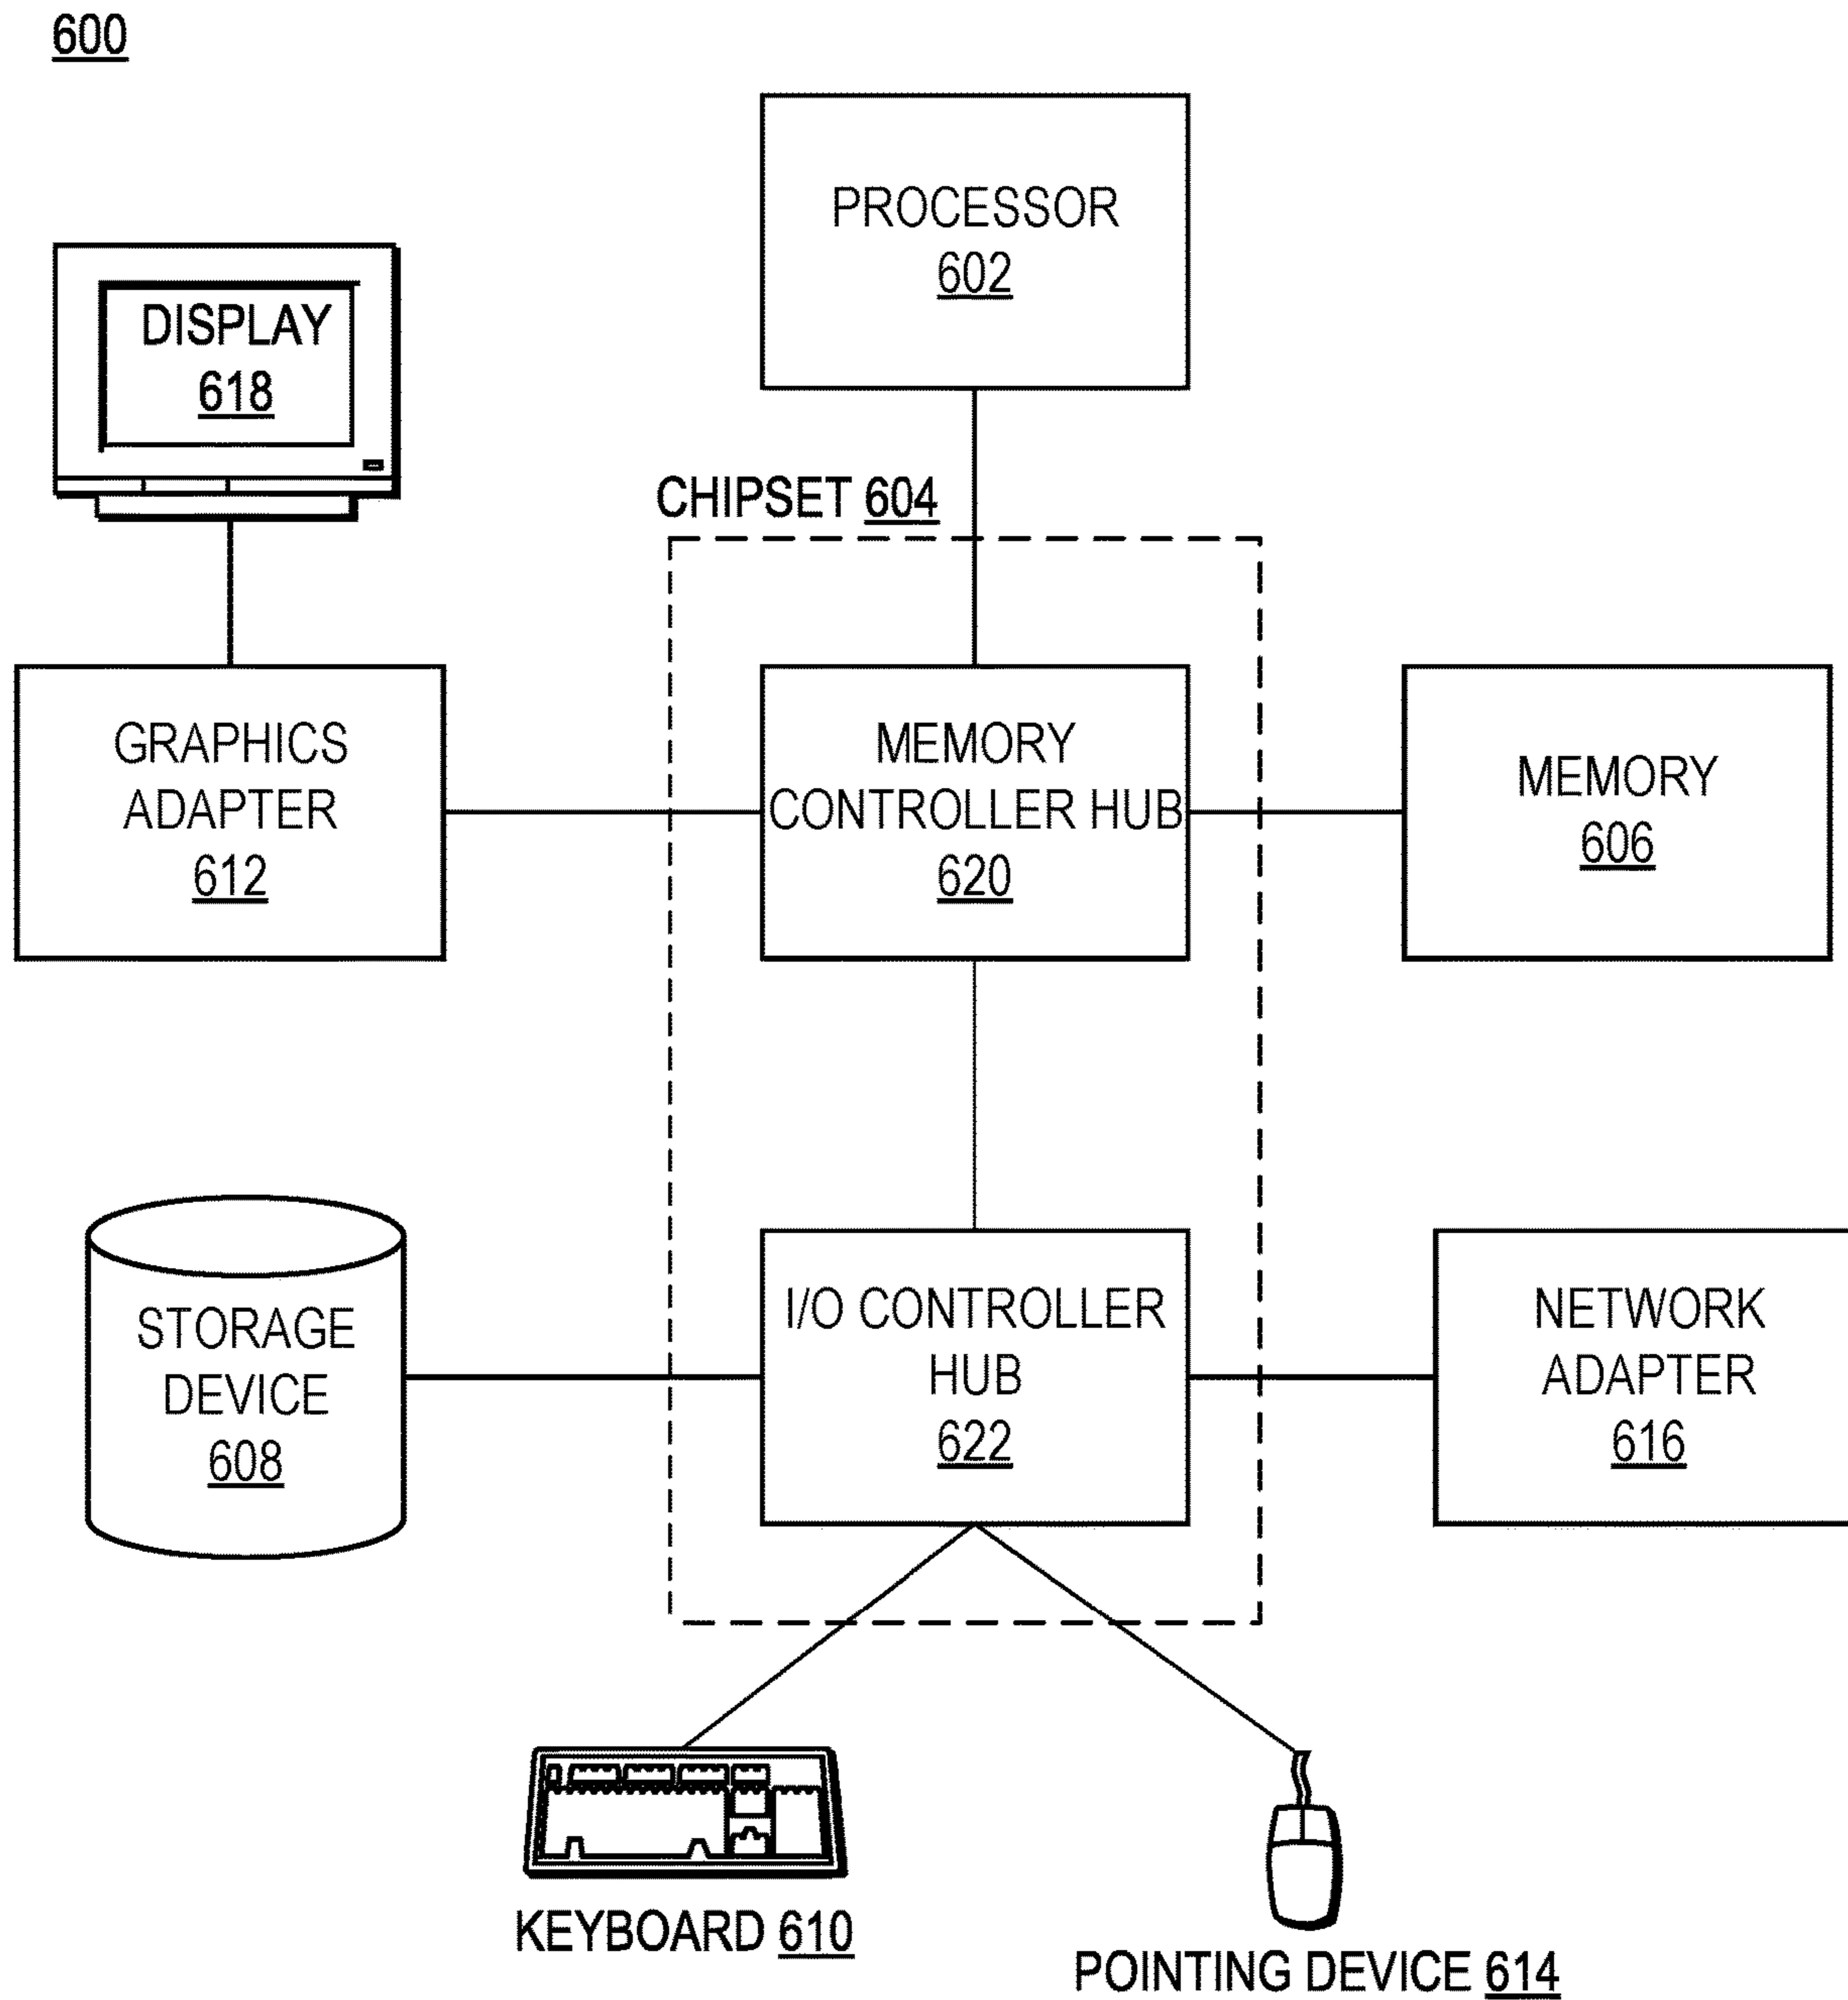 600
PROCESSOR
602
DISPLAY
618
CHIPSET 604
GRAPHICS
ADAPTER
612
MEMORY
CONTROLLER HUB
620
MEMORY
606
STORAGE
DEVICE
608
I/O CONTROLLER
HUB
622
NETWORK
ADAPTER
616
KEYBOARD 610
POINTING DEVICE 614